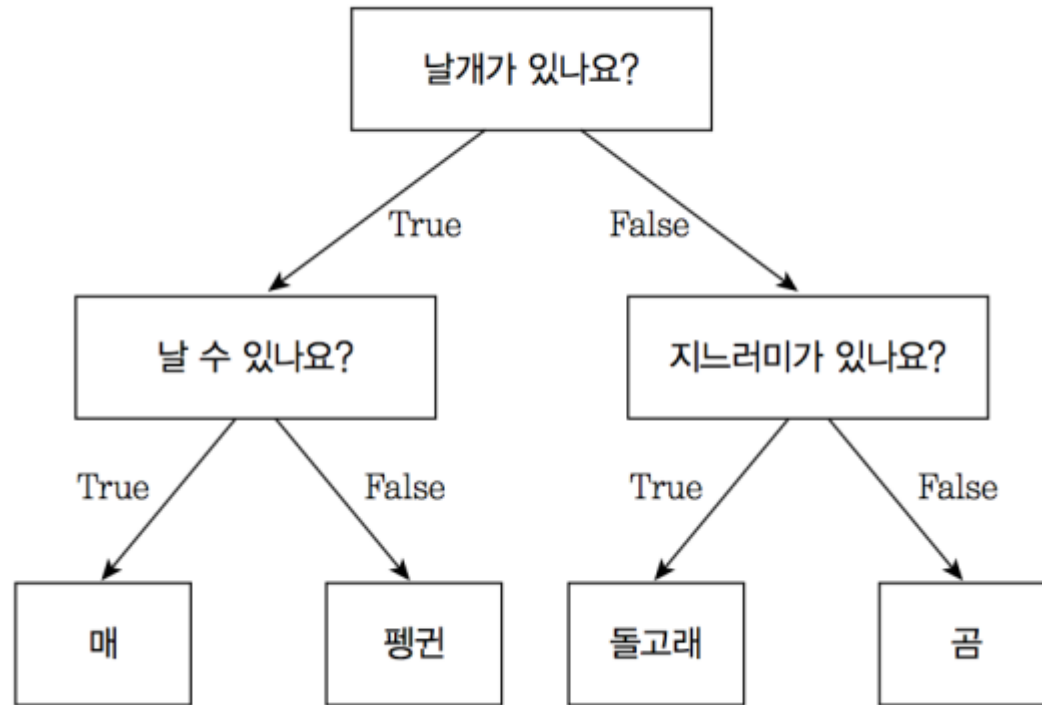 날개가 있나요?
True
False
날 수 있나요?
지느러미가 있나요?
True
False
True
False
매
펭귄
돌고래
곰